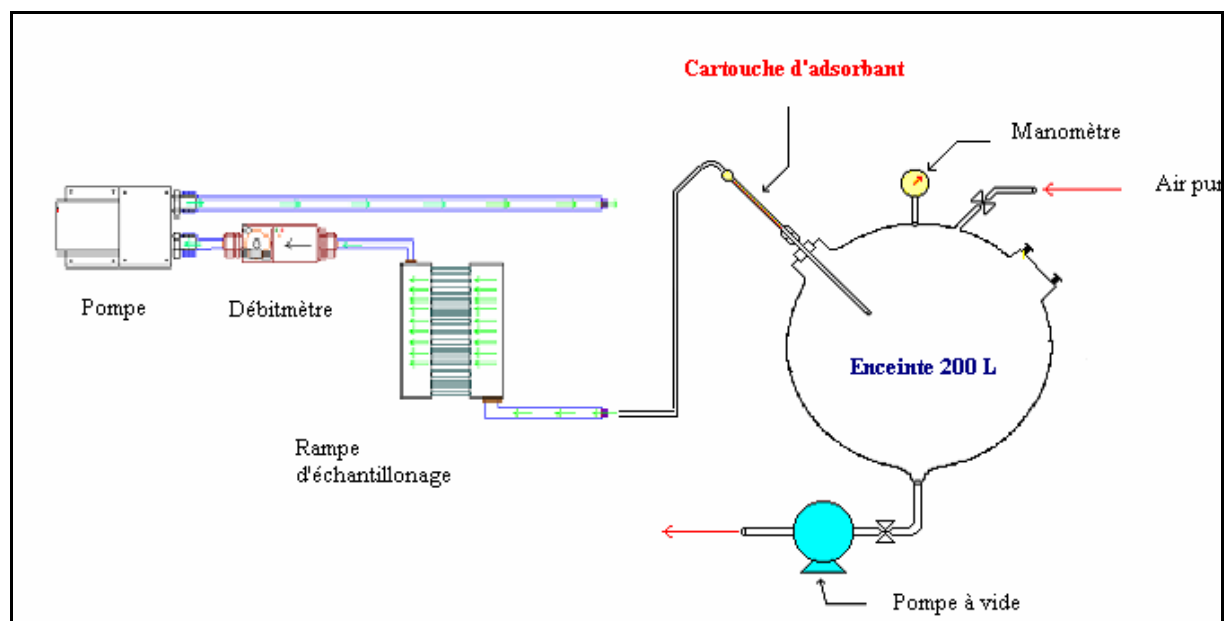 Cartouche d'adsorbant
Manomètre
Air pur
Pompe
Débitmètre
Enceinte 200 L
Rampe
d'échantillonage
Pompe à vide